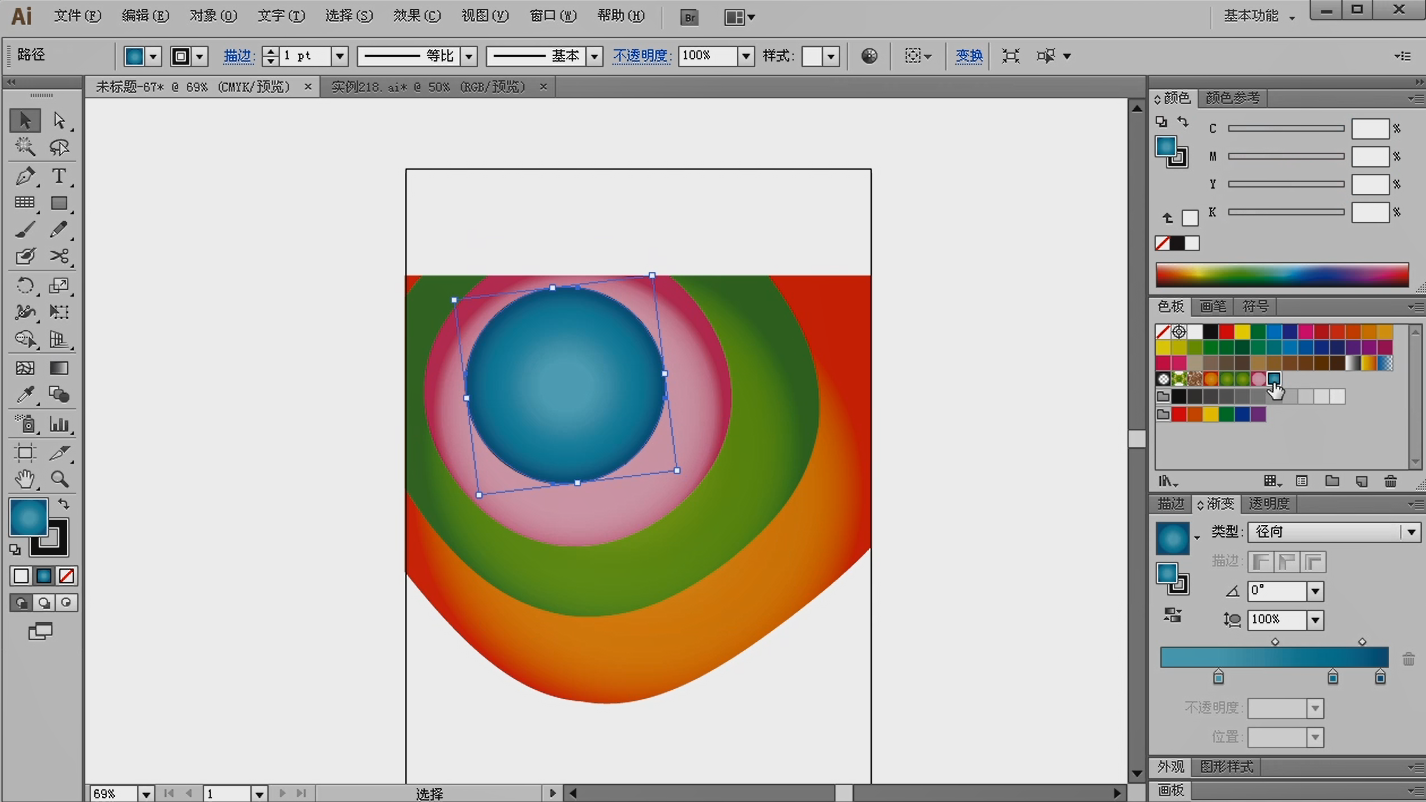 Ai 文件(F) 编辑(E) 对象(O) 文字(T) 选择(S) 效果(C) 视图(V) 窗口(W) 帮助(H) Br 基本功能
路径 描边: 1 pt 等比 基本 不透明度: 100% 样式: 变换
未标题-67* @ 69% (CMYK/预览) × 实例218.ai* @ 50% (RGB/预览) ×
颜色 颜色参考
C %
M %
Y %
K %
色板 画笔 符号
描边 渐变 透明度
类型: 径向
描边:
0°
100%
不透明度:
位置:
外观 图形样式
画板
69% 1 选择